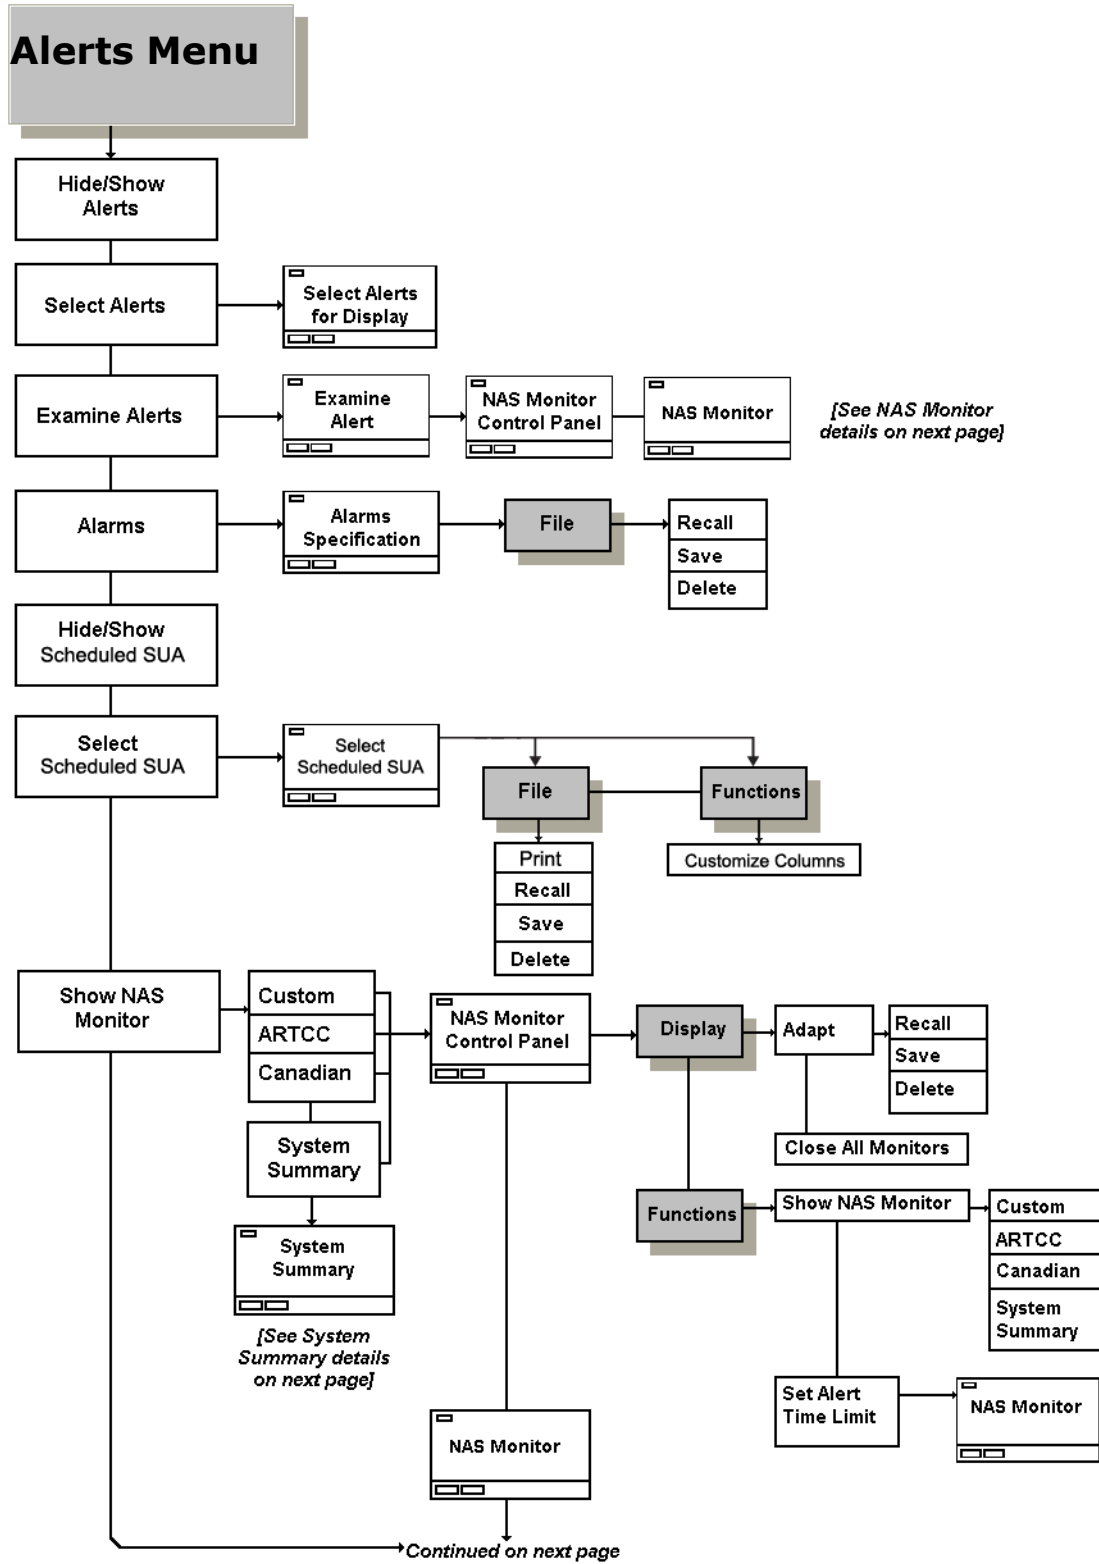 Alerts Menu
Hide/Show
Alerts
Select Alerts
Select Alerts
for Display
Examine Alerts
Examine
Alert
NAS Monitor
Control Panel
NAS Monitor
[See NAS Monitor
details on next page]
Alarms
Alarms
Specification
File
Recall
Save
Delete
Hide/Show
Scheduled SUA
Select
Scheduled SUA
Select
Scheduled SUA
File
Functions
Print
Recall
Save
Delete
Customize Columns
Show NAS
Monitor
Custom
ARTCC
Canadian
System
Summary
System
Summary
[See System
Summary details
on next page]
NAS Monitor
Control Panel
Display
Adapt
Recall
Save
Delete
Close All Monitors
Functions
Show NAS Monitor
Custom
ARTCC
Canadian
System
Summary
Set Alert
Time Limit
NAS Monitor
NAS Monitor
Continued on next page